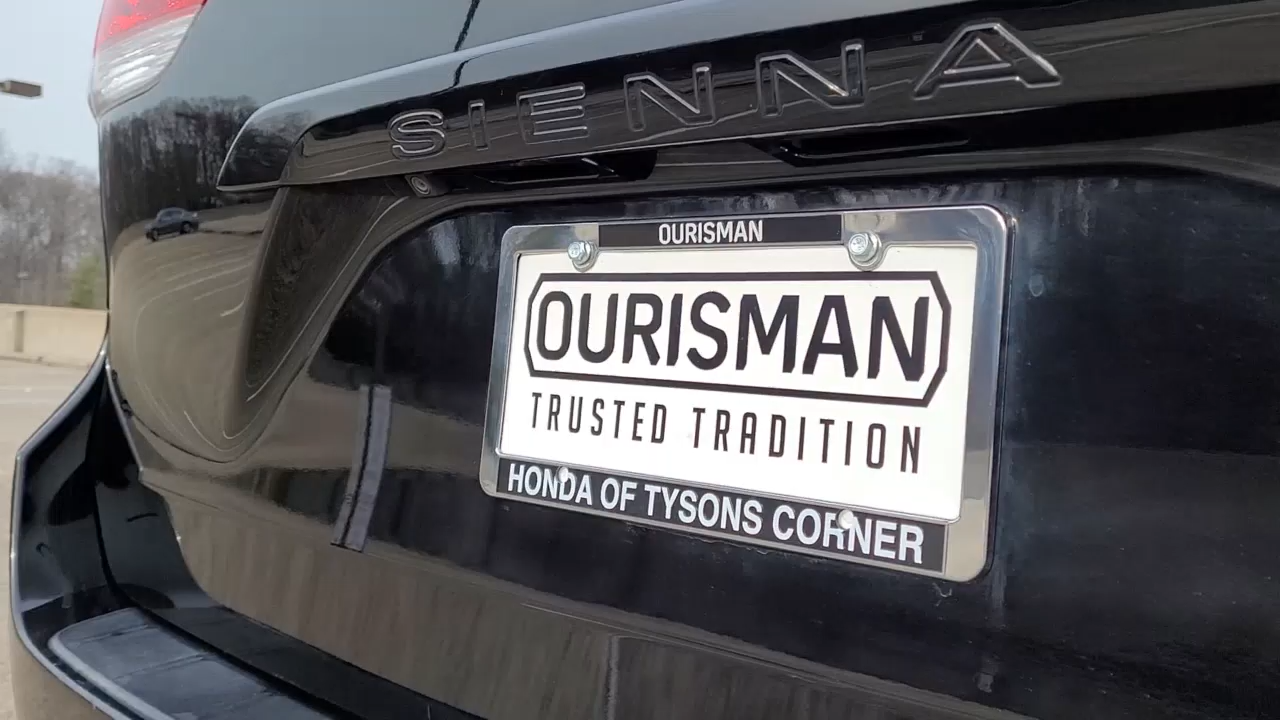 SIENNA
OURISMAN
OURISMAN
TRUSTED TRADITION
HONDA OF TYSONS CORNER